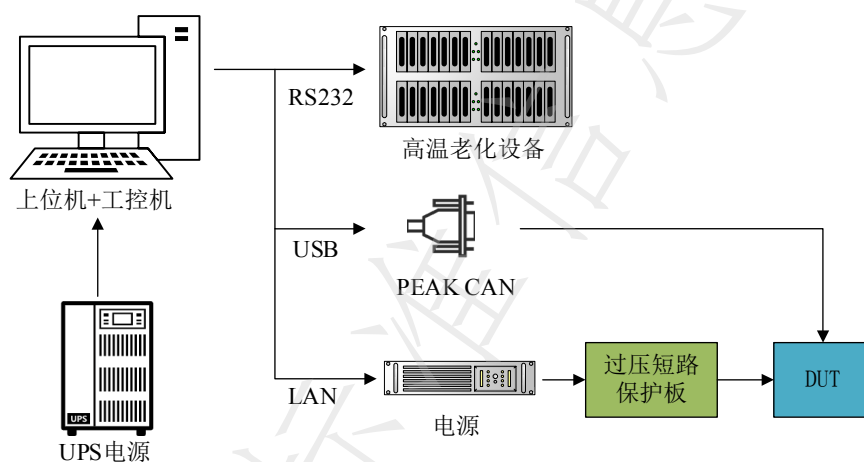 RS232
高温老化设备
上位机+工控机
USB
PEAK CAN
LAN
电源
过压短路
保护板
DUT
UPS
UPS电源